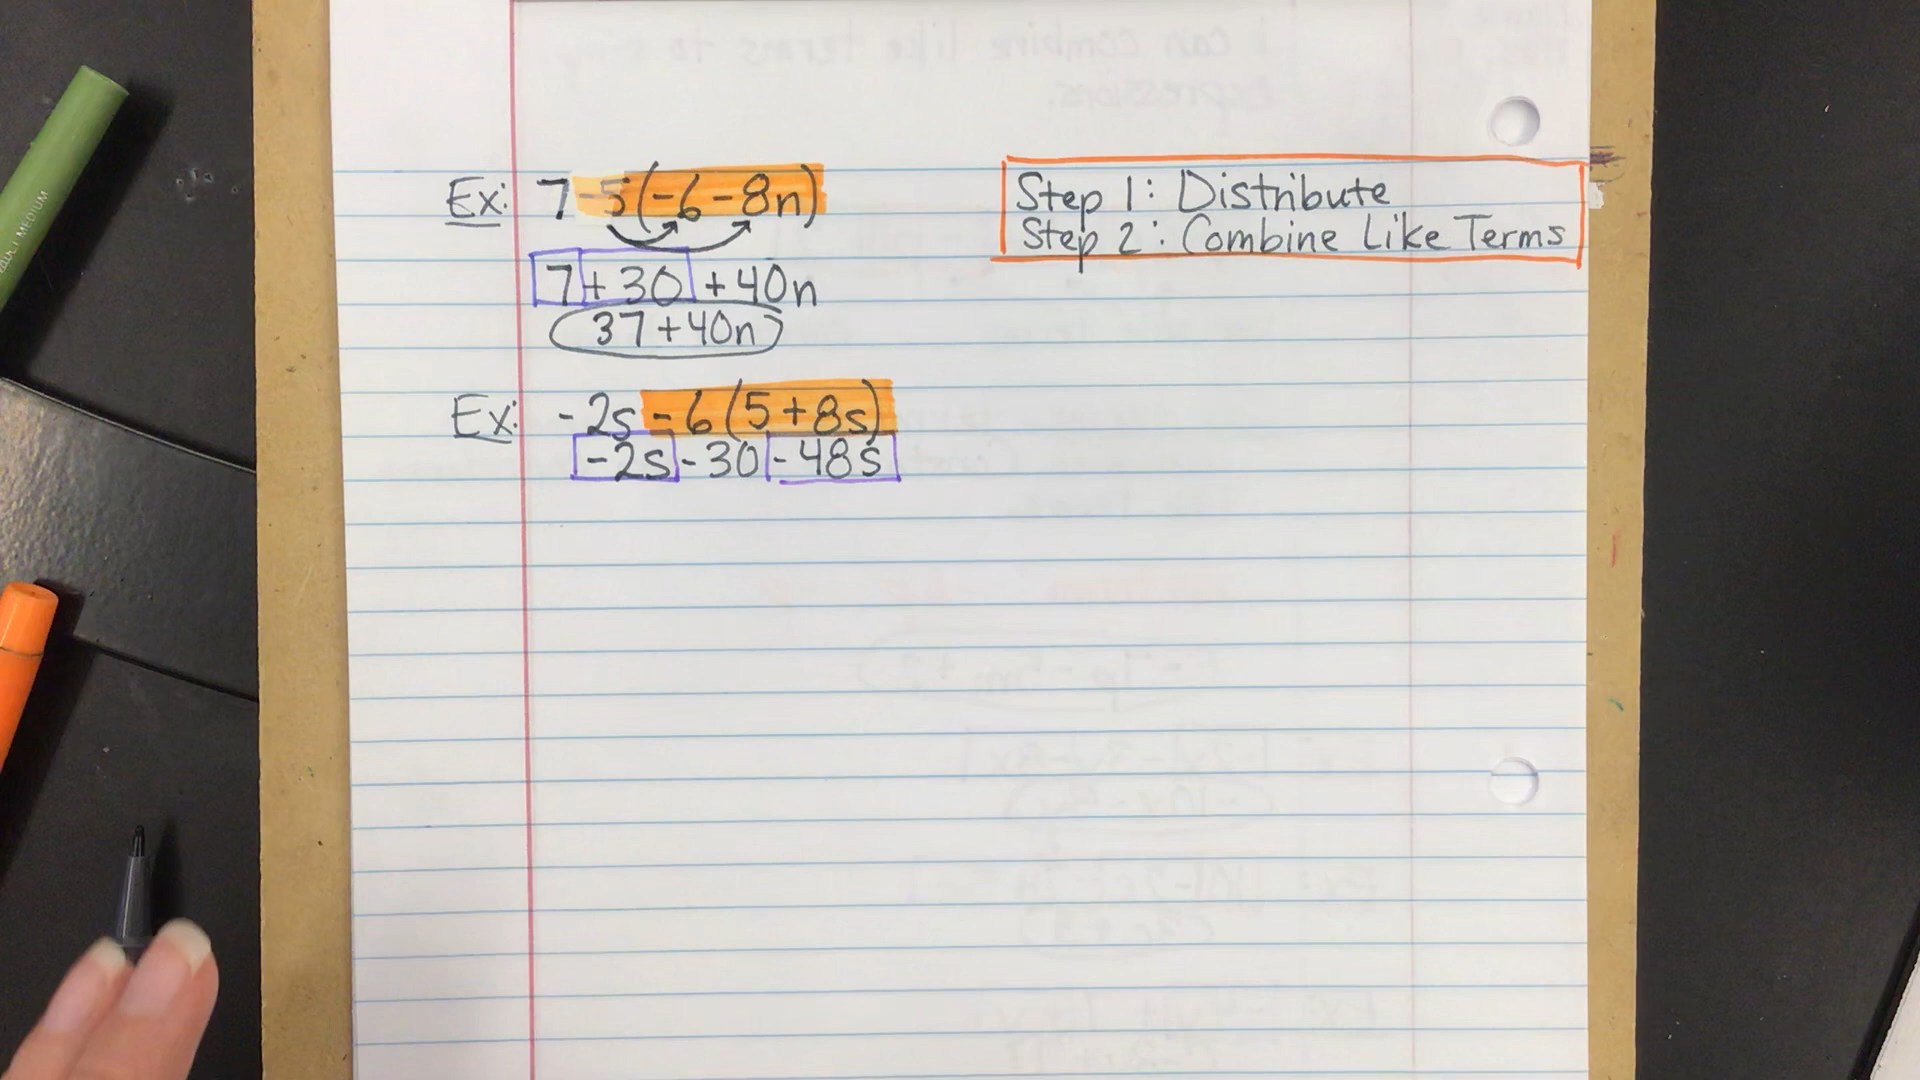 Ex: 7-5(-6-8n)
7+30+40n
37+40n
Step 1: Distribute
Step 2: Combine Like Terms
Ex: -2s-6(5+8s)
-2s-30-48s
MEDIUM